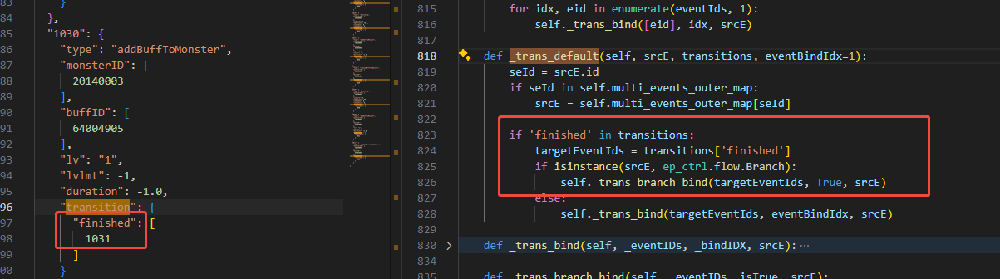 83
}
84
},
85
"1030": {
86
"type": "addBuffToMonster",
87
"monsterID": [
88
20140003
89
],
90
"buffID": [
91
64004905
92
],
93
"lv": "1",
94
"lvlmt": -1,
95
"duration": -1.0,
96
"transition": {
97
"finished": [
98
1031
99
]
00
}
815
for idx, eid in enumerate(eventIds, 1):
816
self._trans_bind([eid], idx, srcE)
817
818
def _trans_default(self, srcE, transitions, eventBindIdx=1):
819
seId = srcE.id
820
if seId in self.multi_events_outer_map:
821
srcE = self.multi_events_outer_map[seId]
822
823
if 'finished' in transitions:
824
targetEventIds = transitions['finished']
825
if isinstance(srcE, ep_ctrl.flow.Branch):
826
self._trans_branch_bind(targetEventIds, True, srcE)
827
else:
828
self._trans_bind(targetEventIds, eventBindIdx, srcE)
829
830
def _trans_bind(self, _eventIDs, _bindIDX, srcE):…
834
835
def _trans_branch_bind(self, _eventIDs, _isTrue, srcE):